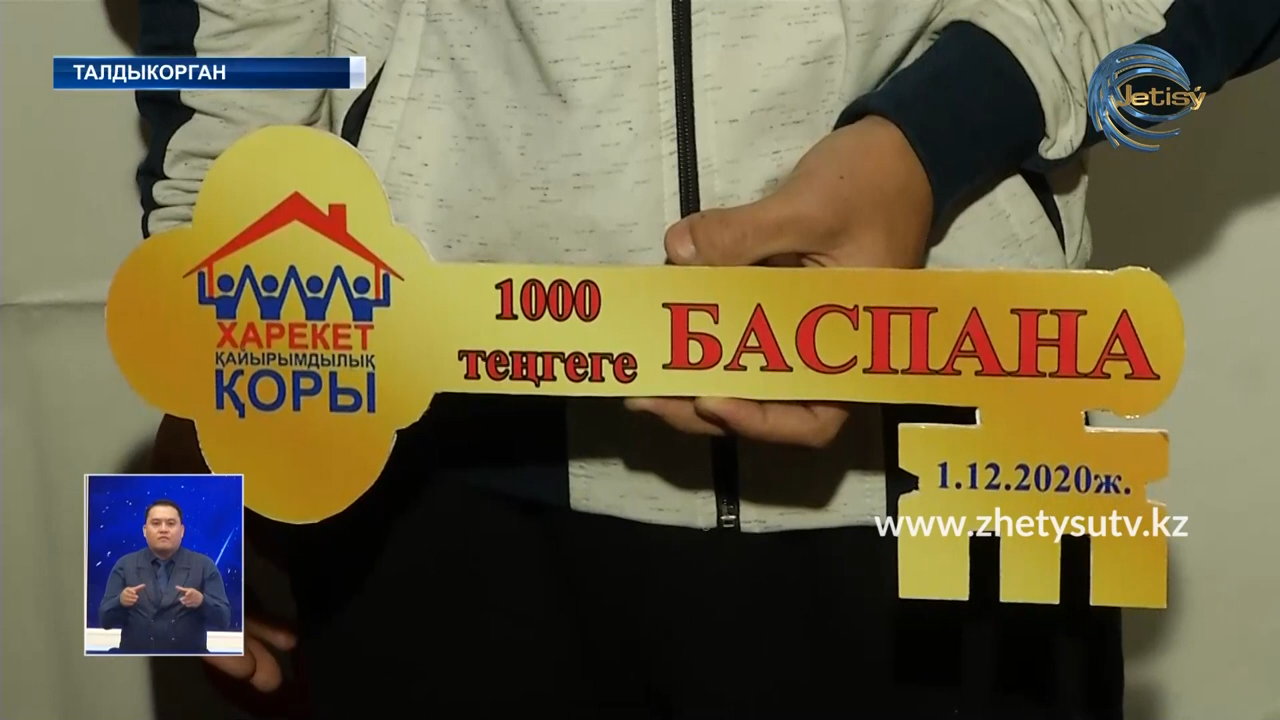 ТАЛДЫКОРГАН
Jetisý
ХАРЕКЕТ
ҚАЙЫРЫМДЫЛЫҚ
ҚОРЫ
1000
теңгеге
БАСПАНА
1.12.2020ж.
www.zhetysutv.kz